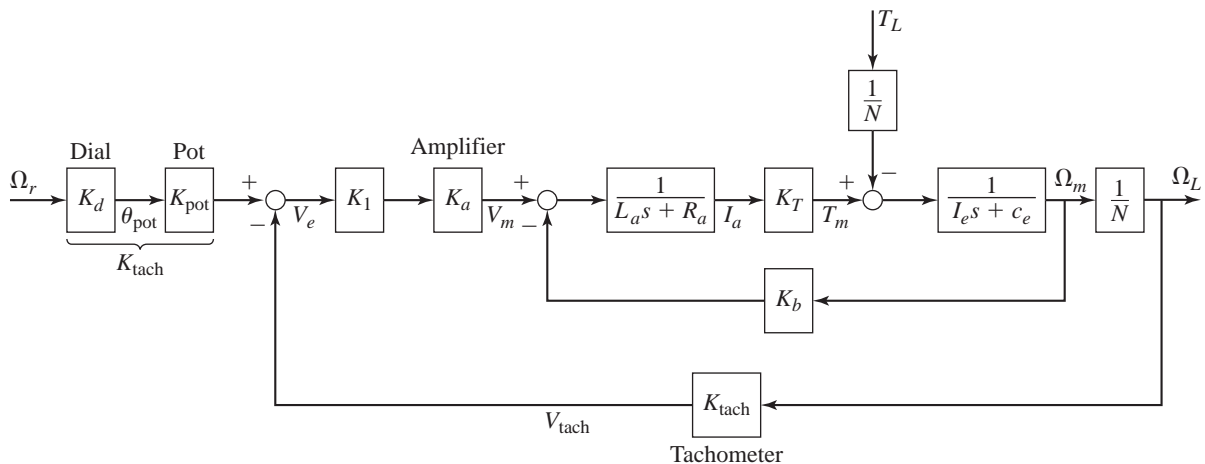 T_L
1/N
Dial
Pot
Amplifier
Ω_r
K_d
θ_pot
K_pot
+
−
V_e
K_1
K_a
V_m
+
−
1/(L_a s + R_a)
I_a
K_T
T_m
+
−
1/(I_e s + c_e)
Ω_m
1/N
Ω_L
K_tach
K_b
K_tach
V_tach
Tachometer